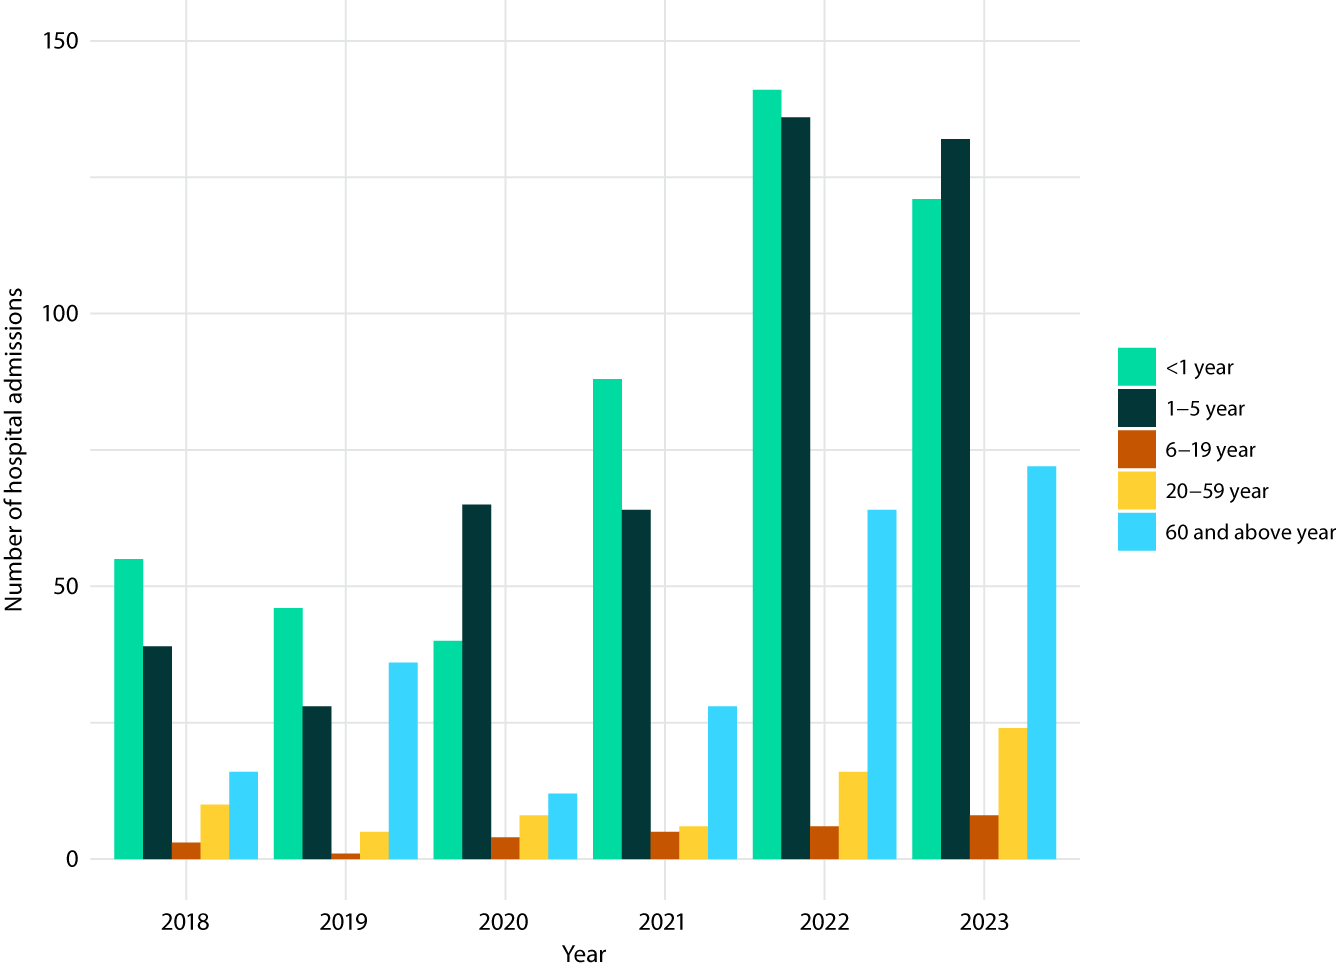 Number of hospital admissions
150
100
50
0
2018 2019 2020 2021 2022 2023
Year
<1 year
1–5 year
6–19 year
20–59 year
60 and above year